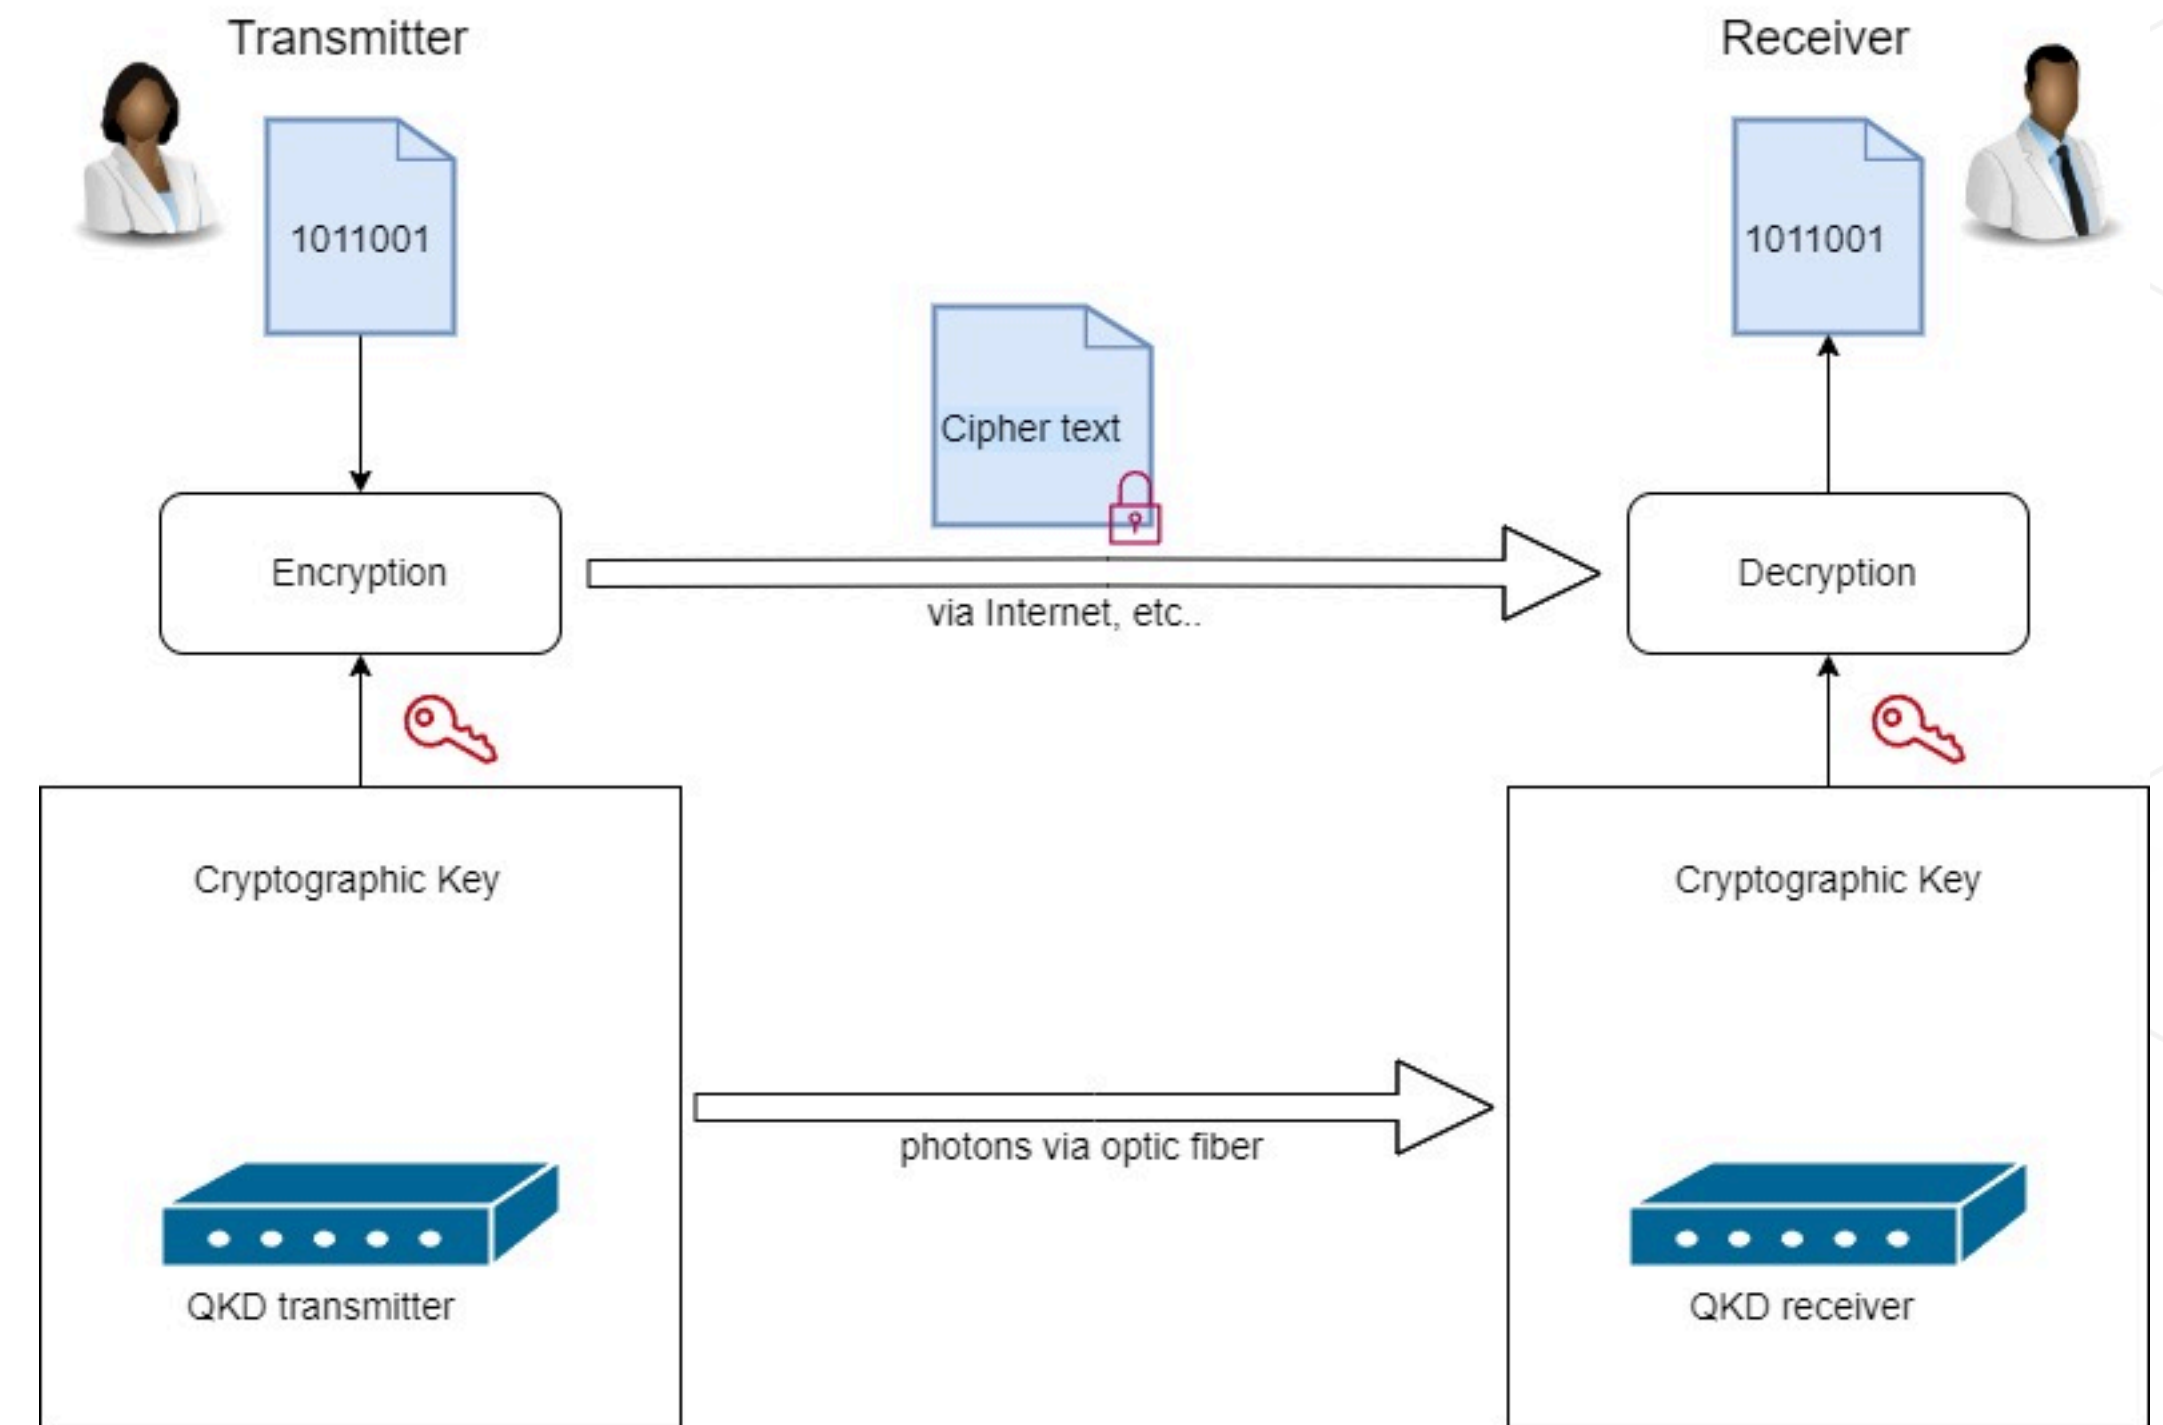 Transmitter
Receiver
1011001
1011001
Cipher text
Encryption
Decryption
via Internet, etc..
Cryptographic Key
Cryptographic Key
photons via optic fiber
QKD transmitter
QKD receiver